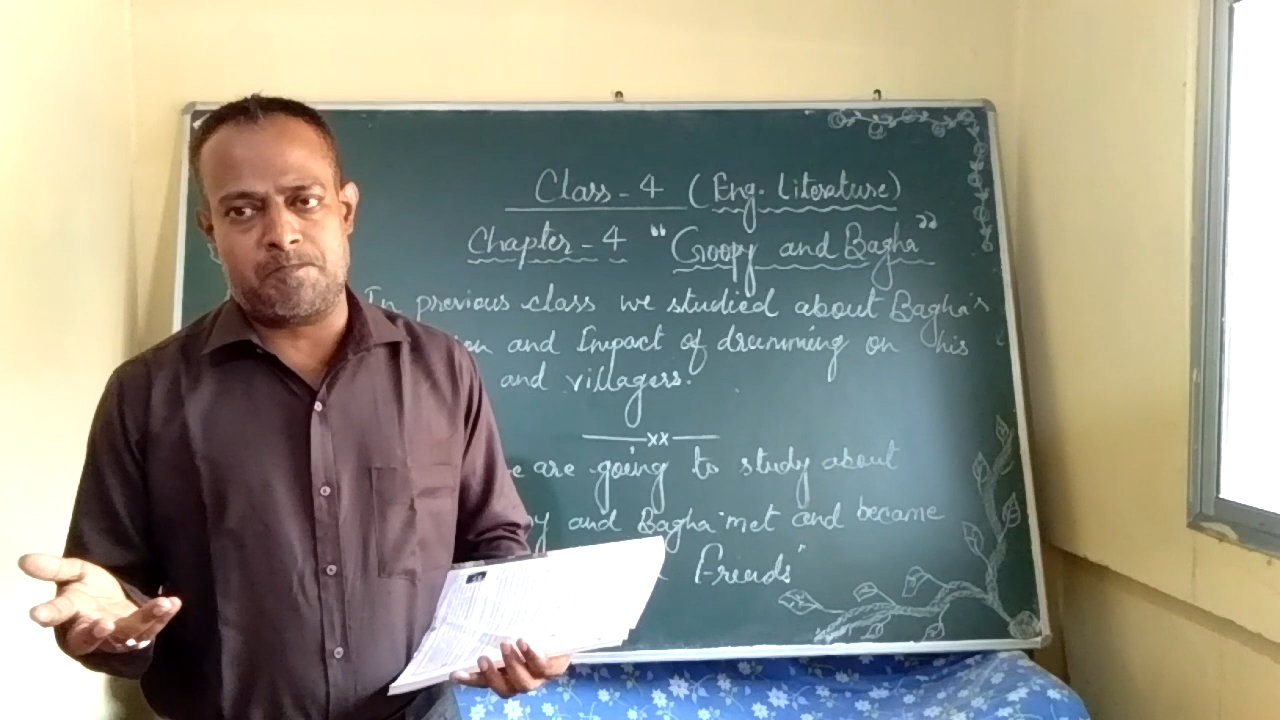 Class - 4 (Eng. Literature)
Chapter - 4 "Goopy and Bagha"
In previous class we studied about Bagha's
and Impact of drumming on his
and villagers.
xx
are going to study about
and Bagha met and became
Friends"